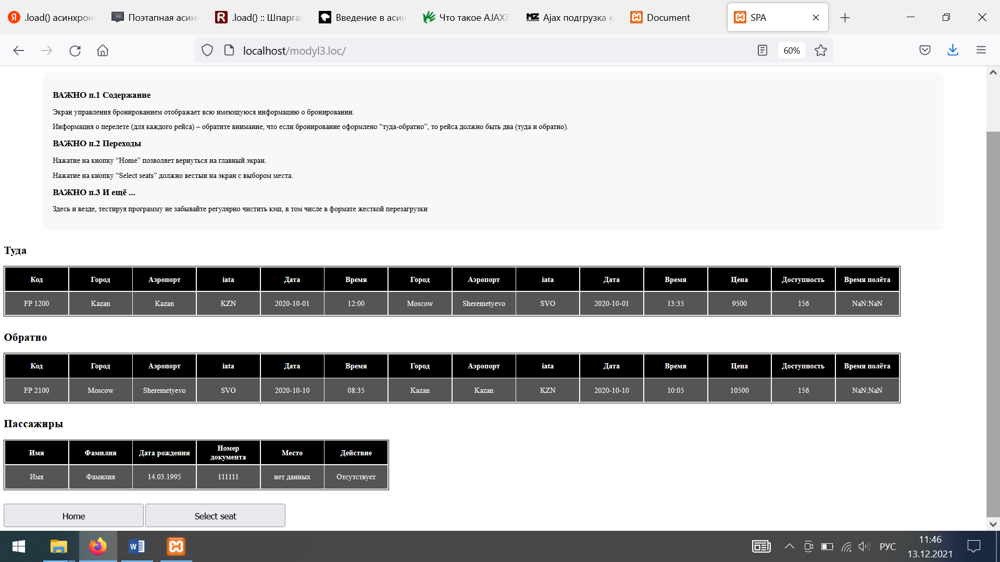 .load() асинхрон
Поэтапная асинх
.load() :: Шпаргал
Введение в асин
Что такое AJAX?
Ajax подгрузка к
Document
SPA
localhost/modyl3.loc/
60%
ВАЖНО п.1 Содержание
Экран управления бронированием отображает всю имеющуюся информацию о бронировании.
Информация о перелете (для каждого рейса) – обратите внимание, что если бронирование оформлено “туда-обратно”, то рейса должно быть два (туда и обратно).
ВАЖНО п.2 Переходы
Нажатие на кнопку “Home” позволяет вернуться на главный экран.
Нажатие на кнопку “Select seats” должно вестыи на экран с выбором места.
ВАЖНО п.3 И ещё ...
Здесь и везде, тестируя программу не забывайте регулярно чистить кэш, в том числе в формате жесткой перезагрузки
Туда
Код Город Аэропорт iata Дата Время Город Аэропорт iata Дата Время Цена Доступность Время полёта
FP 1200 Kazan Kazan KZN 2020-10-01 12:00 Moscow Sheremetyevo SVO 2020-10-01 13:35 9500 156 NaN:NaN
Обратно
Код Город Аэропорт iata Дата Время Город Аэропорт iata Дата Время Цена Доступность Время полёта
FP 2100 Moscow Sheremetyevo SVO 2020-10-10 08:35 Kazan Kazan KZN 2020-10-10 10:05 10500 156 NaN:NaN
Пассажиры
Имя Фамилия Дата рождения Номер документа Место Действие
Имя Фамилия 14.03.1995 111111 нет данных Отсутствует
Home Select seat
РУС
11:46
13.12.2021